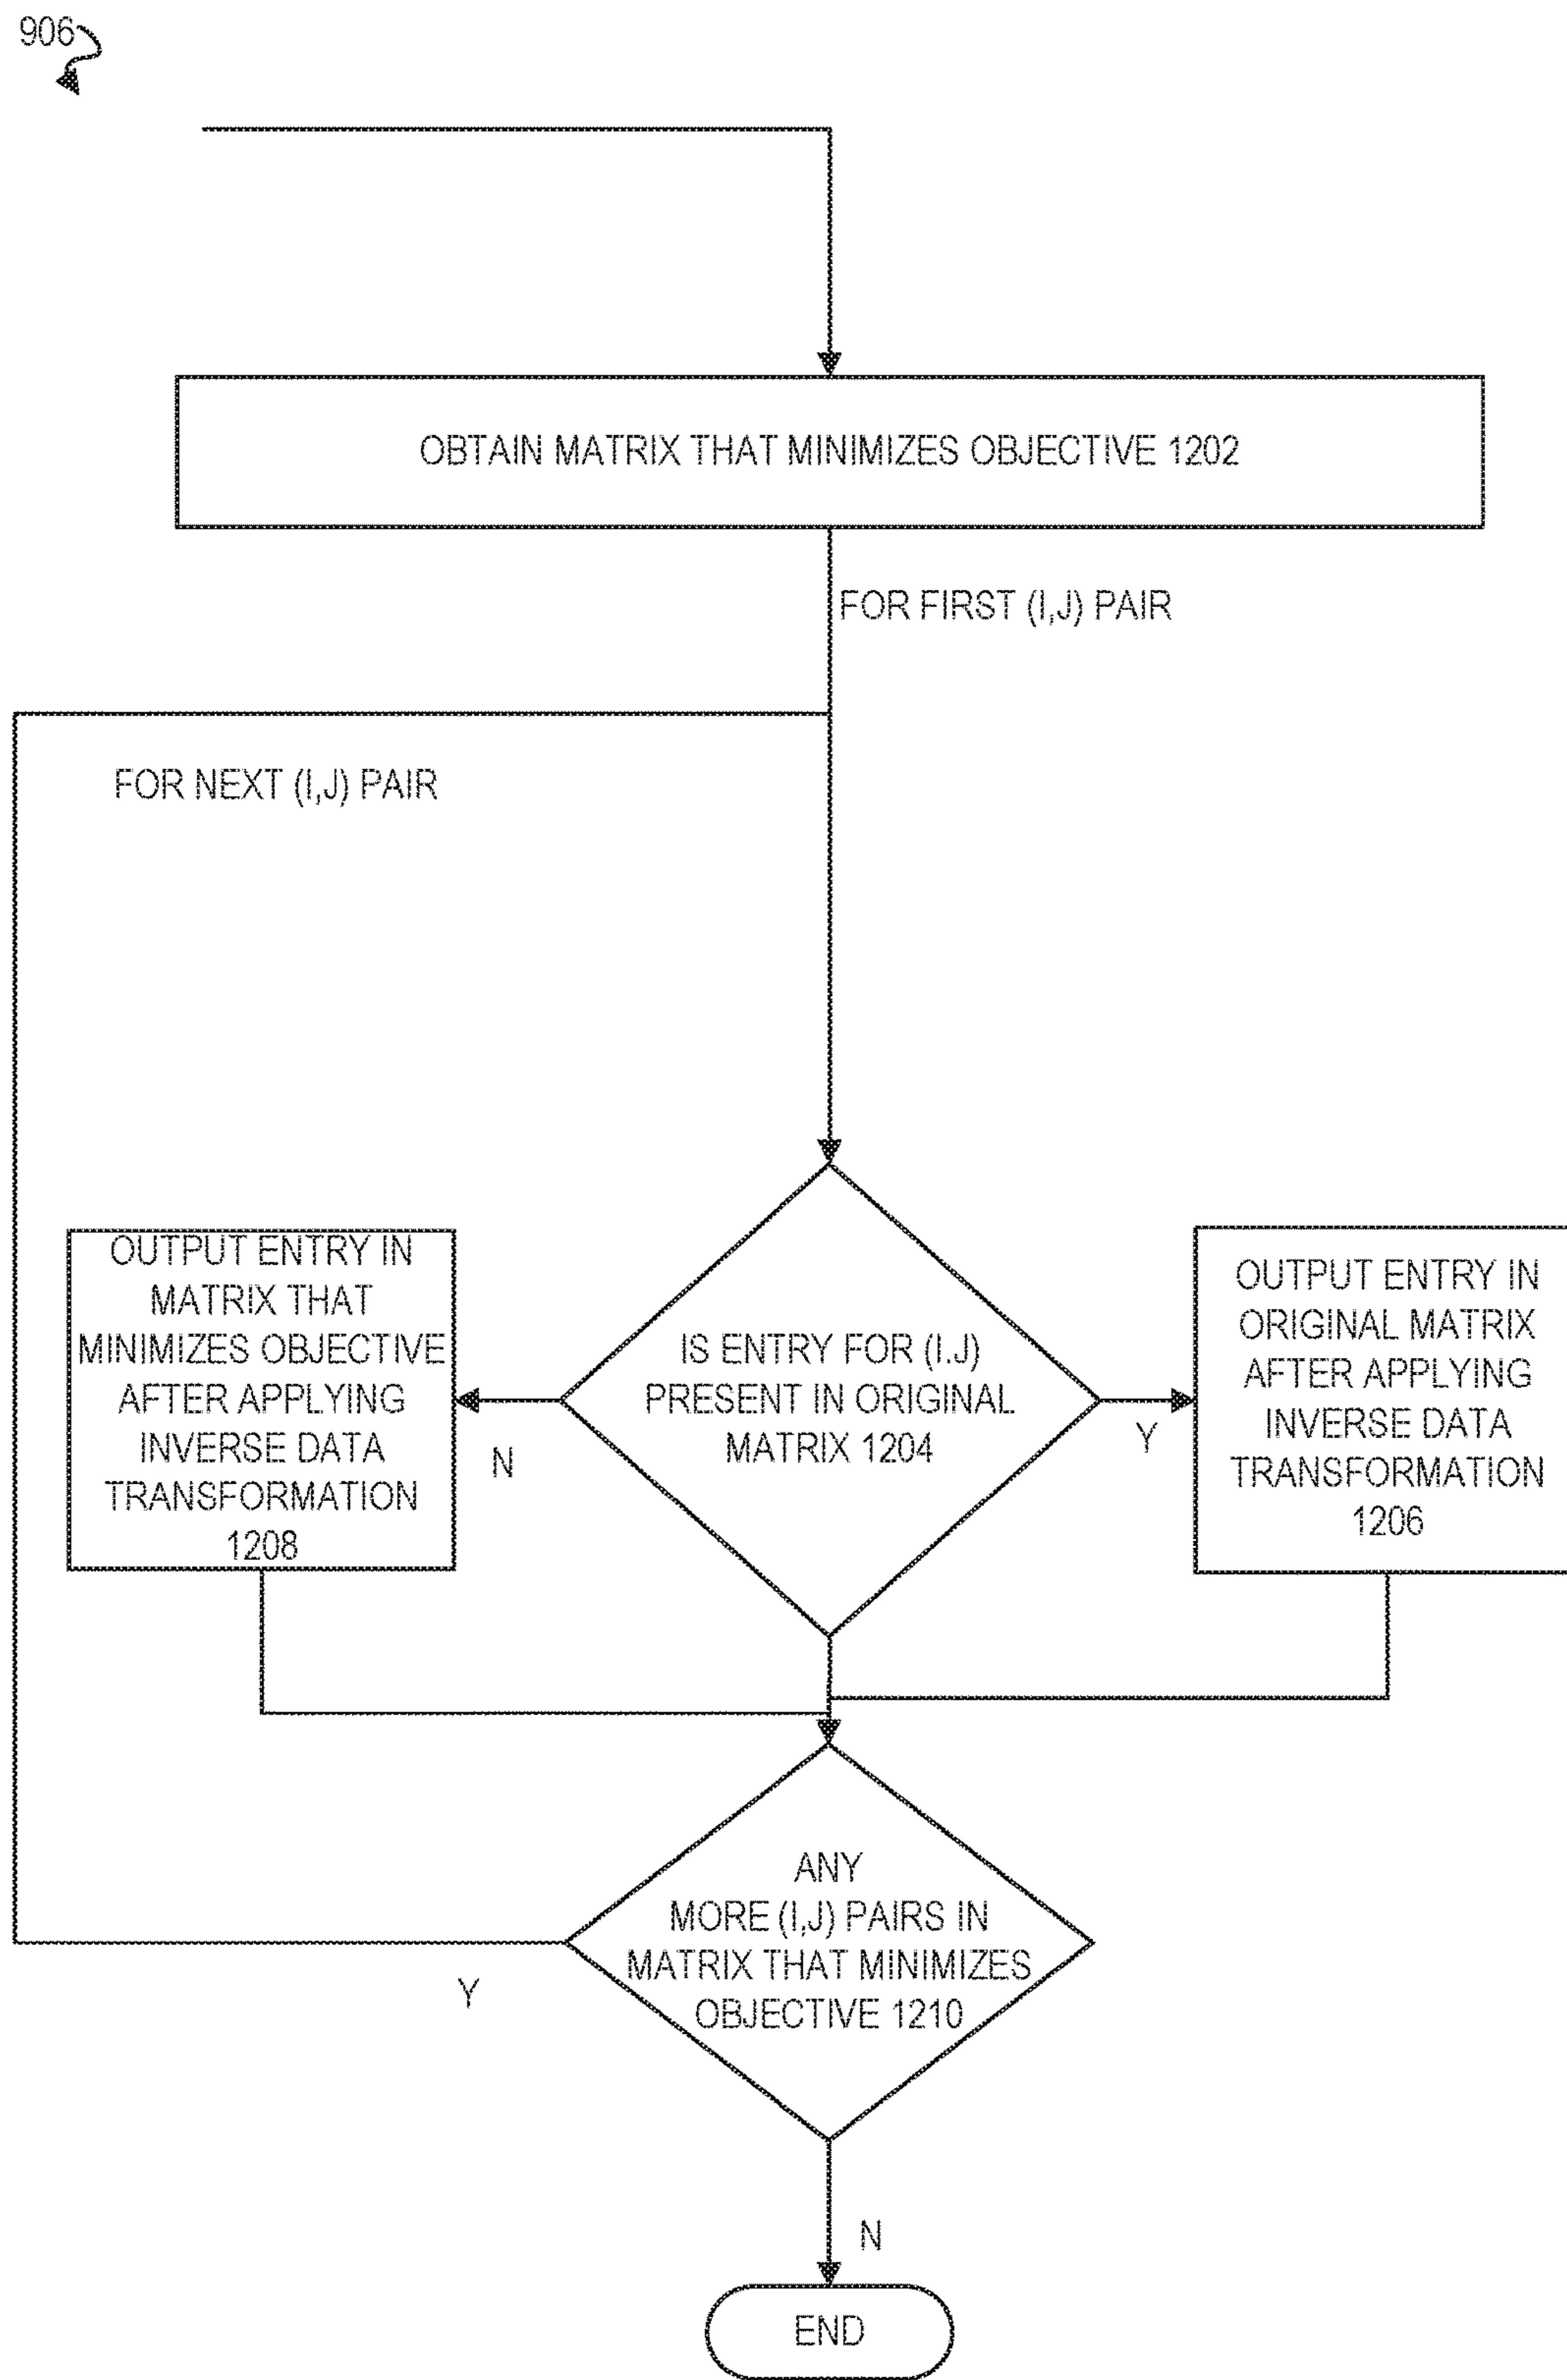 906
OBTAIN MATRIX THAT MINIMIZES OBJECTIVE 1202
FOR FIRST (I,J) PAIR
FOR NEXT (I,J) PAIR
OUTPUT ENTRY IN
MATRIX THAT
MINIMIZES OBJECTIVE
AFTER APPLYING
INVERSE DATA
TRANSFORMATION
1208
N
IS ENTRY FOR (I.J)
PRESENT IN ORIGINAL
MATRIX 1204
Y
OUTPUT ENTRY IN
ORIGINAL MATRIX
AFTER APPLYING
INVERSE DATA
TRANSFORMATION
1206
ANY
MORE (I,J) PAIRS IN
MATRIX THAT MINIMIZES
OBJECTIVE 1210
Y
N
END